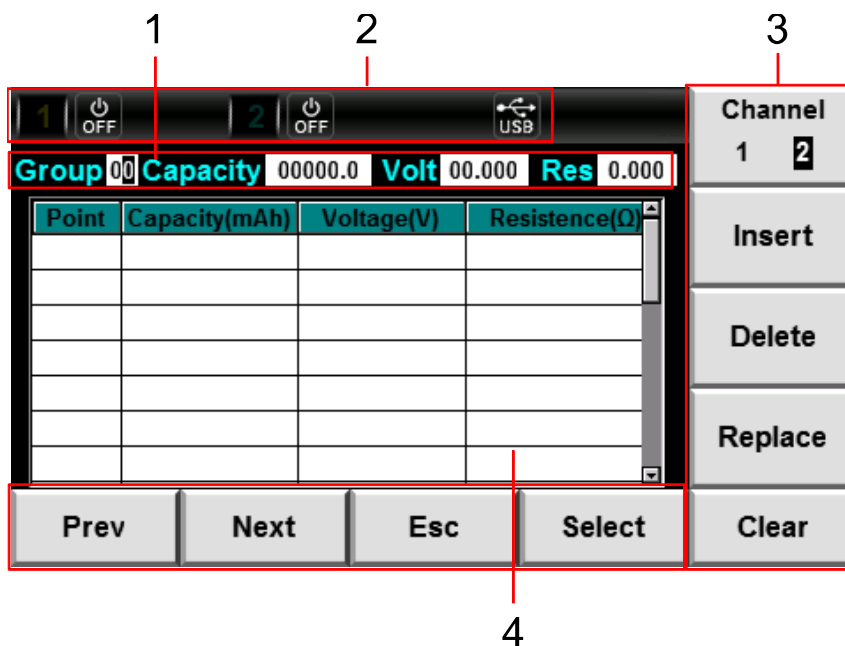 1 2 3
1 OFF 2 OFF USB Channel
1 2
Group 00 Capacity 00000.0 Volt 00.000 Res 0.000
Point Capacity(mAh) Voltage(V) Resistence(Ω)
Insert
Delete
Replace
Prev Next Esc Select Clear
4